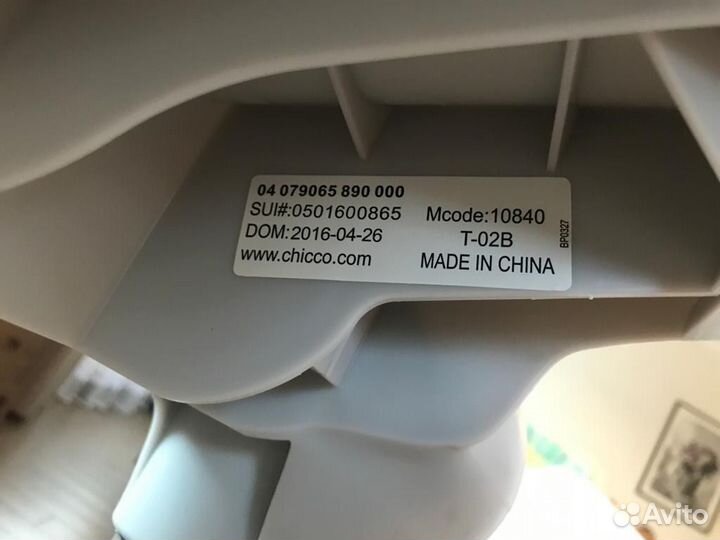 04 079065 890 000
SUI#:0501600865 Mcode:10840
DOM:2016-04-26 T-02B
www.chicco.com MADE IN CHINA
BP0327
Avito